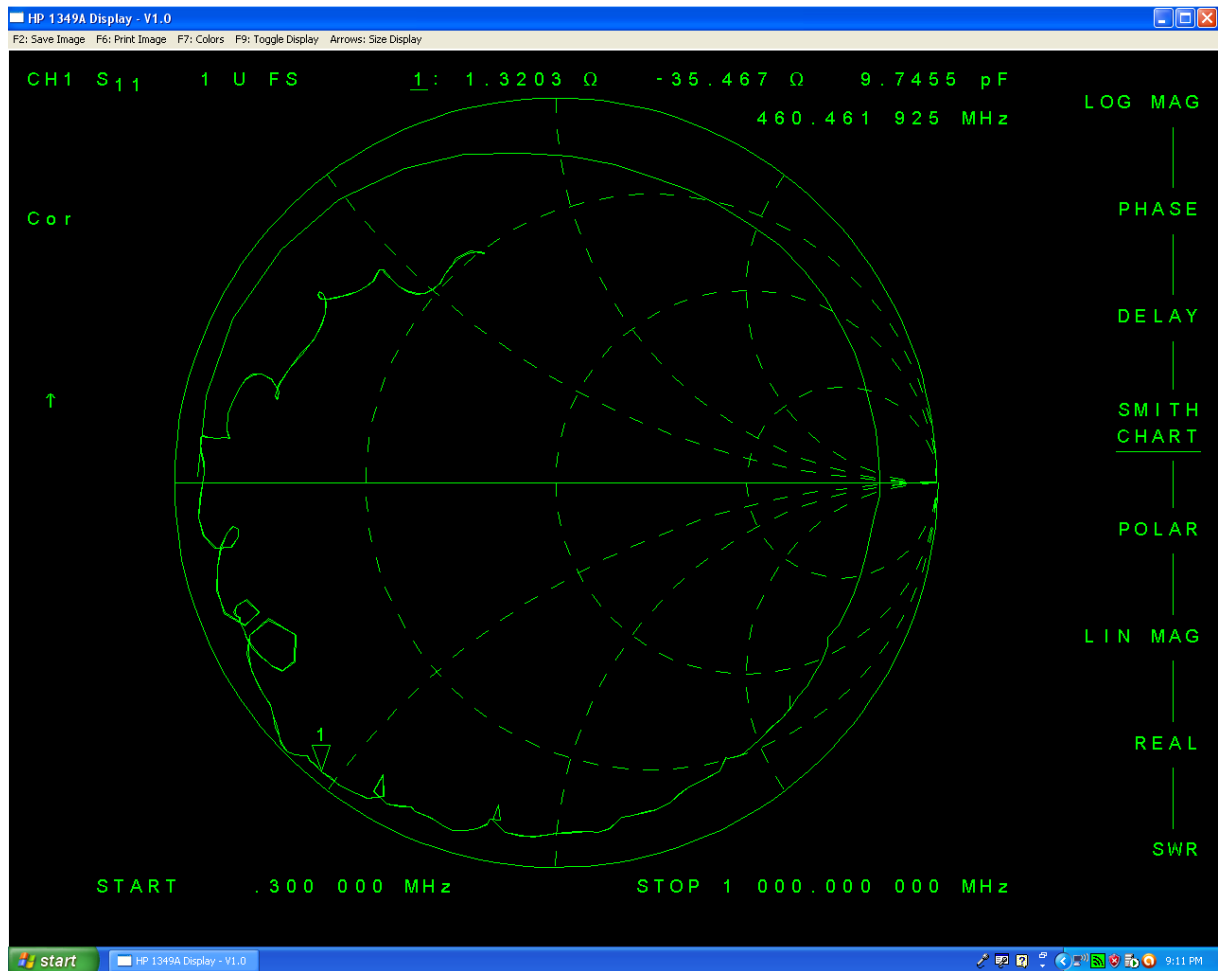 HP 1349A Display - V1.0
F2: Save Image F6: Print Image F7: Colors F9: Toggle Display Arrows: Size Display
CH1 S11 1 U FS 1: 1.3203 Ω -35.467 Ω 9.7455 pF
460.461 925 MHz
LOG MAG
PHASE
Cor
DELAY
↑
SMITH
CHART
POLAR
LIN MAG
1
REAL
SWR
START .300 000 MHz STOP 1 000.000 000 MHz
start HP 1349A Display - V1.0 9:11 PM